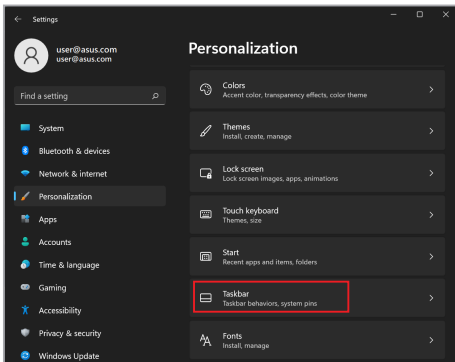 Settings
user@asus.com
user@asus.com
Find a setting
System
Bluetooth & devices
Network & internet
Personalization
Apps
Accounts
Time & language
Gaming
Accessibility
Privacy & security
Windows Update
Personalization
Colors
Accent color, transparency effects, color theme
Themes
Install, create, manage
Lock screen
Lock screen images, apps, animations
Touch keyboard
Themes, size
Start
Recent apps and items, folders
Taskbar
Taskbar behaviors, system pins
Fonts
Install, manage